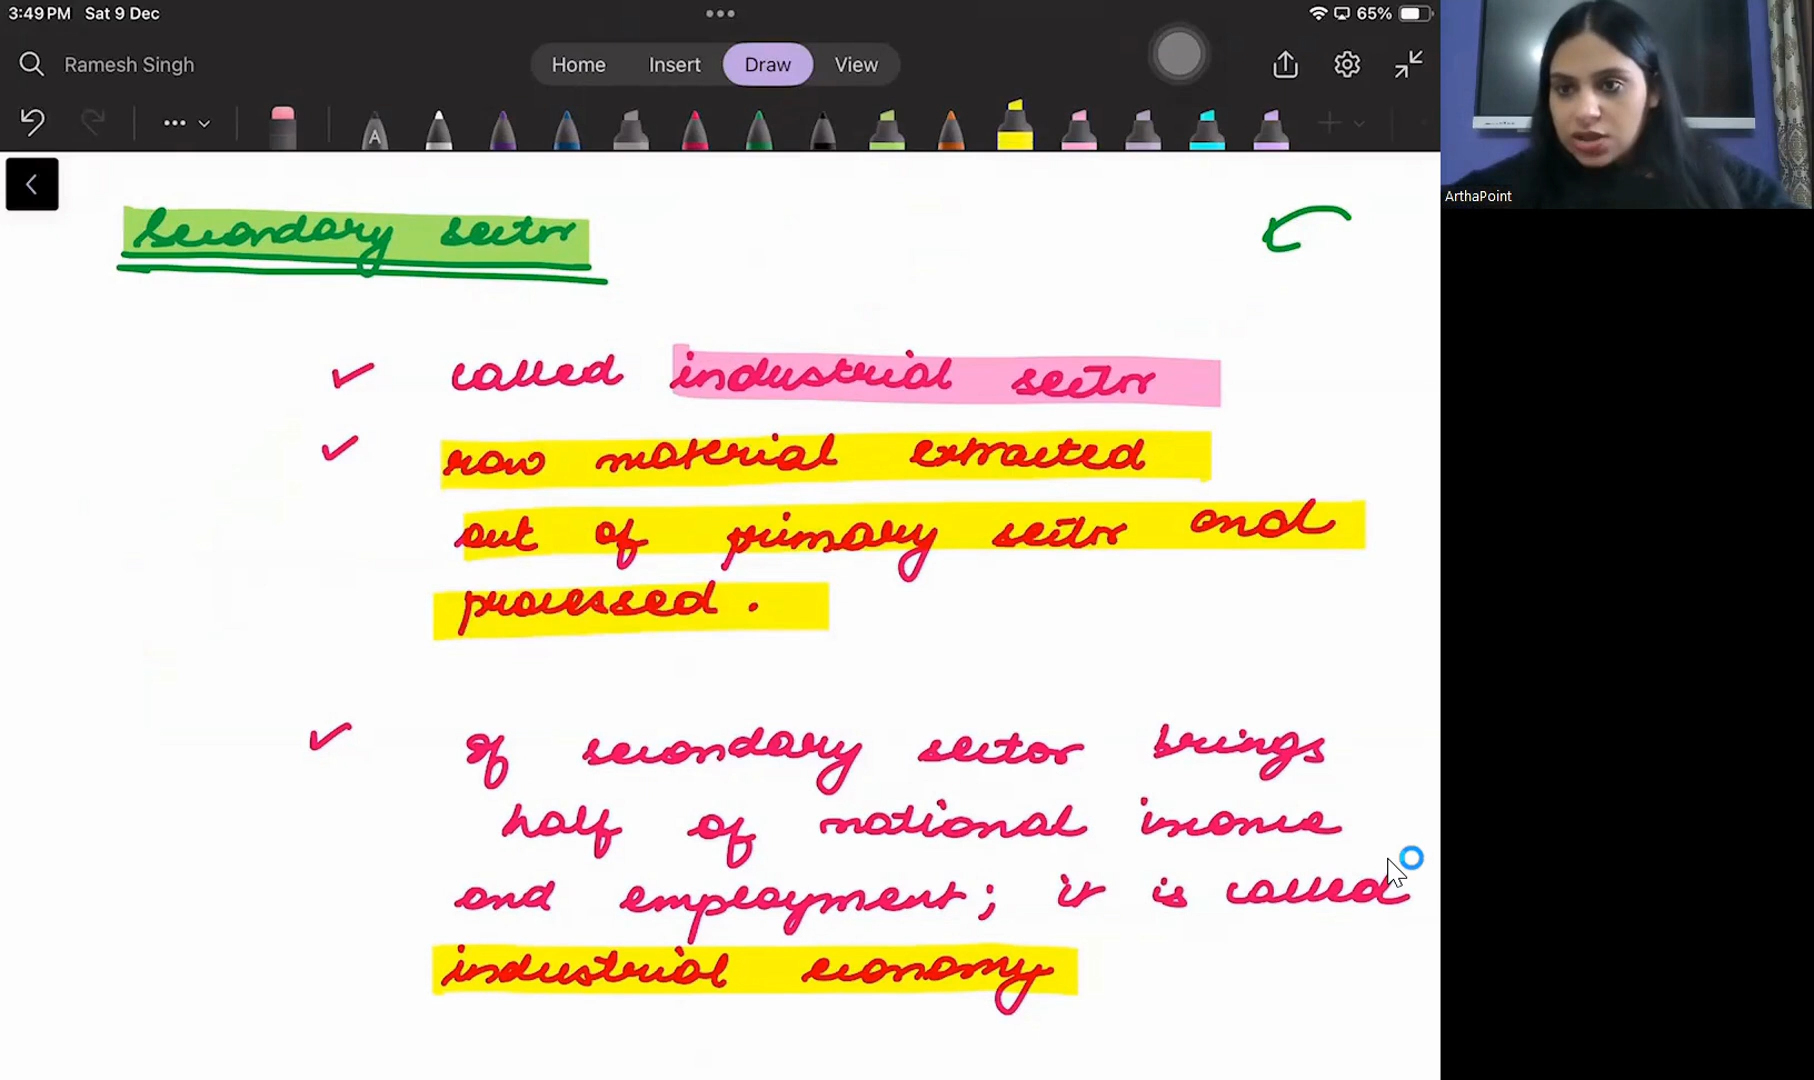 3:49 PM Sat 9 Dec
65%
Ramesh Singh
Home Insert Draw View
A
ArthaPoint
Secondary sector
called industrial sector
raw material extracted
out of primary sector and
processed.
of secondary sector brings
half of national income
and employment; it is called
industrial economy